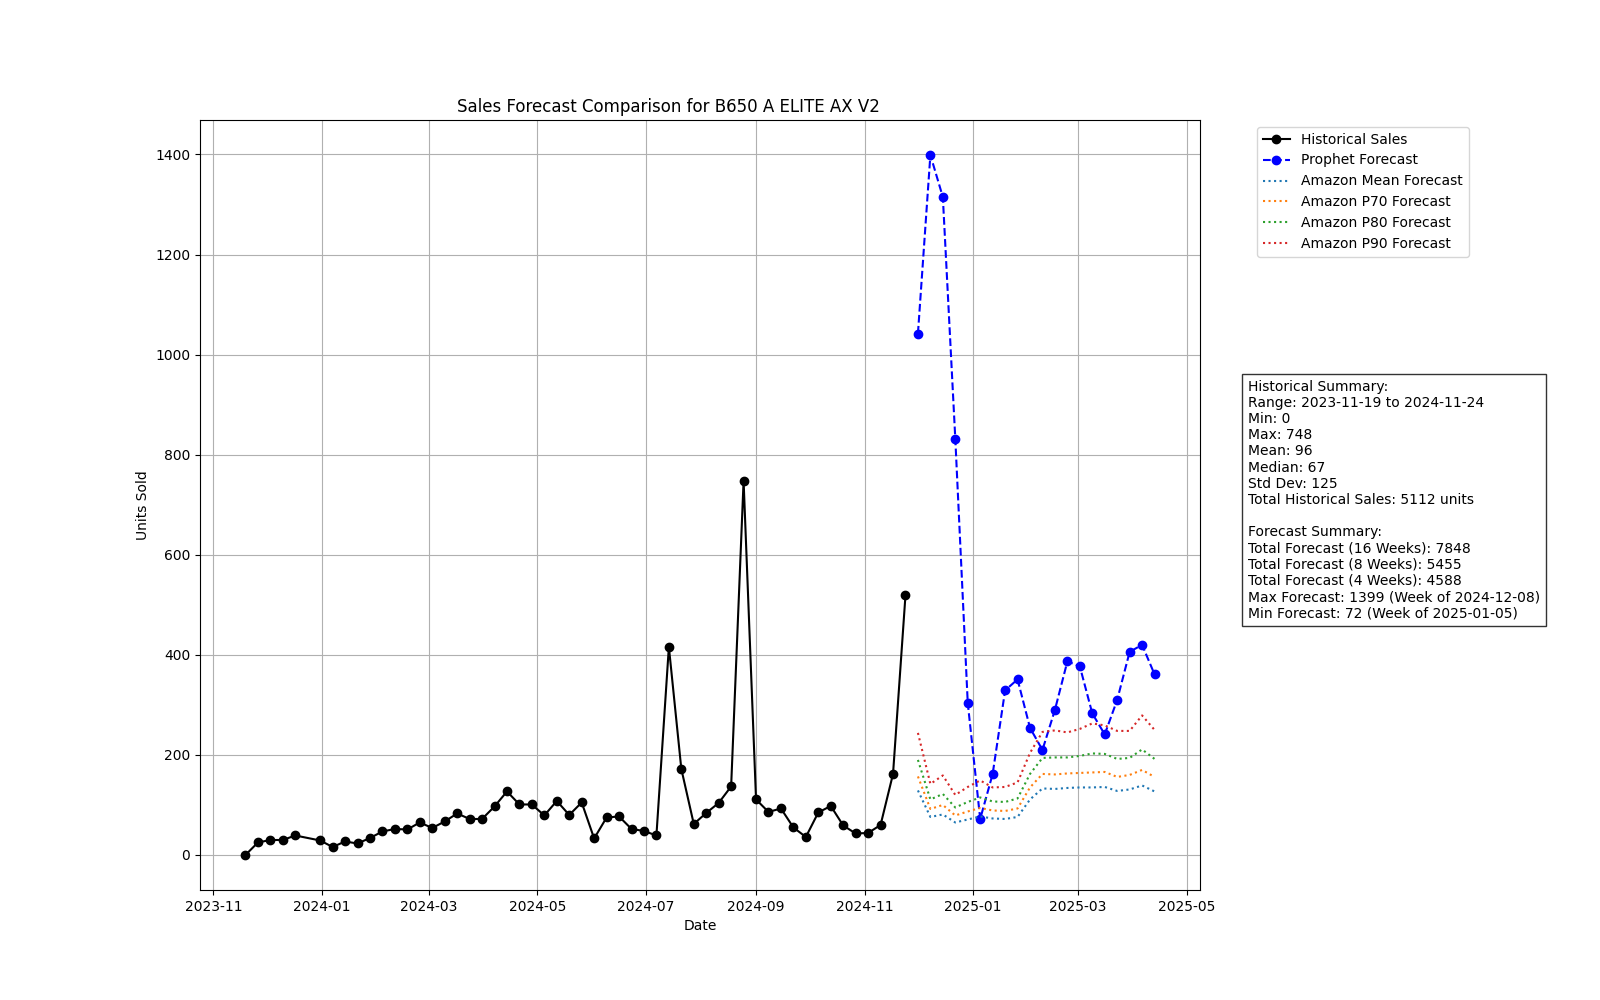 Sales Forecast Comparison for B650 A ELITE AX V2
Units Sold
1400
1200
1000
800
600
400
200
0
2023-11
2024-01
2024-03
2024-05
2024-07
2024-09
2024-11
2025-01
2025-03
2025-05
Date
Historical Sales
Prophet Forecast
Amazon Mean Forecast
Amazon P70 Forecast
Amazon P80 Forecast
Amazon P90 Forecast
Historical Summary:
Range: 2023-11-19 to 2024-11-24
Min: 0
Max: 748
Mean: 96
Median: 67
Std Dev: 125
Total Historical Sales: 5112 units
Forecast Summary:
Total Forecast (16 Weeks): 7848
Total Forecast (8 Weeks): 5455
Total Forecast (4 Weeks): 4588
Max Forecast: 1399 (Week of 2024-12-08)
Min Forecast: 72 (Week of 2025-01-05)